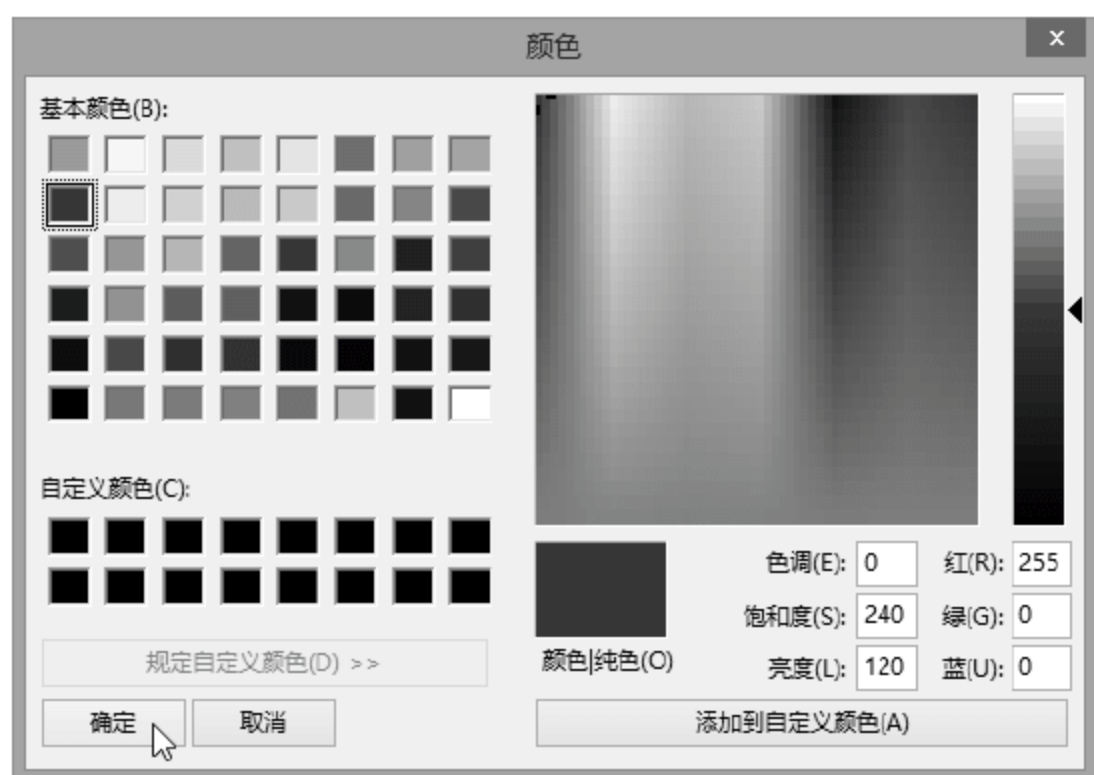 颜色
x
基本颜色(B):
自定义颜色(C):
规定自定义颜色(D) >>
确定
取消
颜色|纯色(O)
色调(E): 0
红(R): 255
饱和度(S): 240
绿(G): 0
亮度(L): 120
蓝(U): 0
添加到自定义颜色(A)